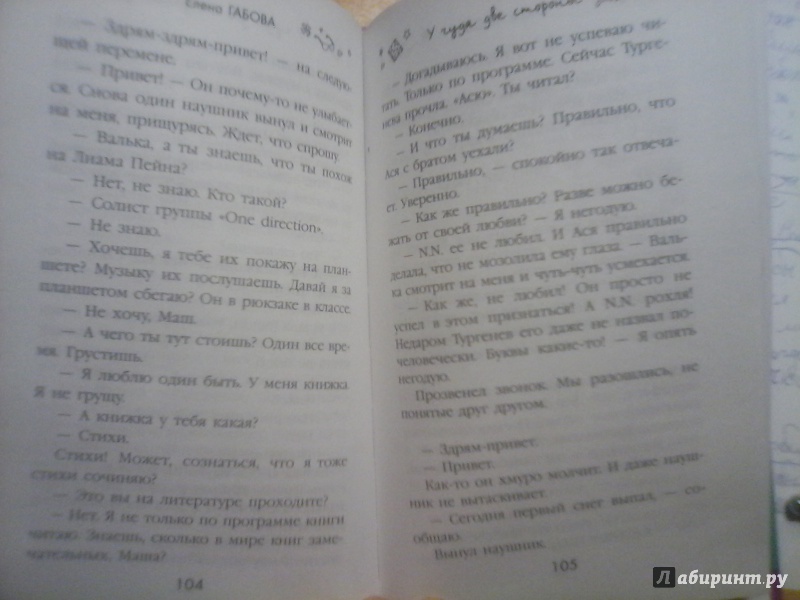 Елена ГАБОВА
— Здрям-здрям-привет! — на следую-
щей перемене.
— Привет! — Он почему-то не улыбает-
ся. Снова один наушник вынул и смотрит
на меня, прищурясь. Ждет, что спрошу.
— Валька, а ты знаешь, что ты похож
на Лиама Пейна?
— Нет, не знаю. Кто такой?
— Солист группы «One direction».
— Не знаю.
— Хочешь, я тебе их покажу на план-
шете? Музыку их послушаешь. Давай я за
планшетом сбегаю? Он в рюкзаке в классе.
— Не хочу, Маш.
— А чего ты тут стоишь? Один все вре-
мя. Грустишь.
— Я люблю один быть. У меня книжка.
Я не грущу.
— А книжка у тебя какая?
— Стихи.
Стихи! Может, сознаться, что я тоже
стихи сочиняю?
— Это вы на литературе проходите?
— Нет. Я не только по программе книги
читаю. Знаешь, сколько в мире книг заме-
чательных, Маша?
104
У чуда две стороны
— Догадываюсь. Я вот не успеваю чи-
тать. Только по программе. Сейчас Турге-
нева прочла. «Асю». Ты читал?
— Конечно.
— И что ты думаешь? Правильно, что
Ася с братом уехали?
— Правильно, — спокойно так отвеча-
ет. Уверенно.
— Как же правильно? Разве можно бе-
жать от своей любви? — Я негодую.
— N.N. ее не любил. И Ася правильно
делала, что не мозолила ему глаза. — Валь-
ка смотрит на меня и чуть-чуть усмехается.
— Как же, не любил! Он просто не
успел в этом признаться! А N.N. рохля!
Недаром Тургенев его даже не назвал по-
человечески. Буквы какие-то! — Я опять
негодую.
Прозвенел звонок. Мы разошлись, не
понятые друг другом.
— Здрям-привет.
— Привет.
Как-то он хмуро молчит. И даже науш-
ник не вытаскивает.
— Сегодня первый снег выпал, — со-
общаю.
Вынул наушник.
105
Лабиринт.ру